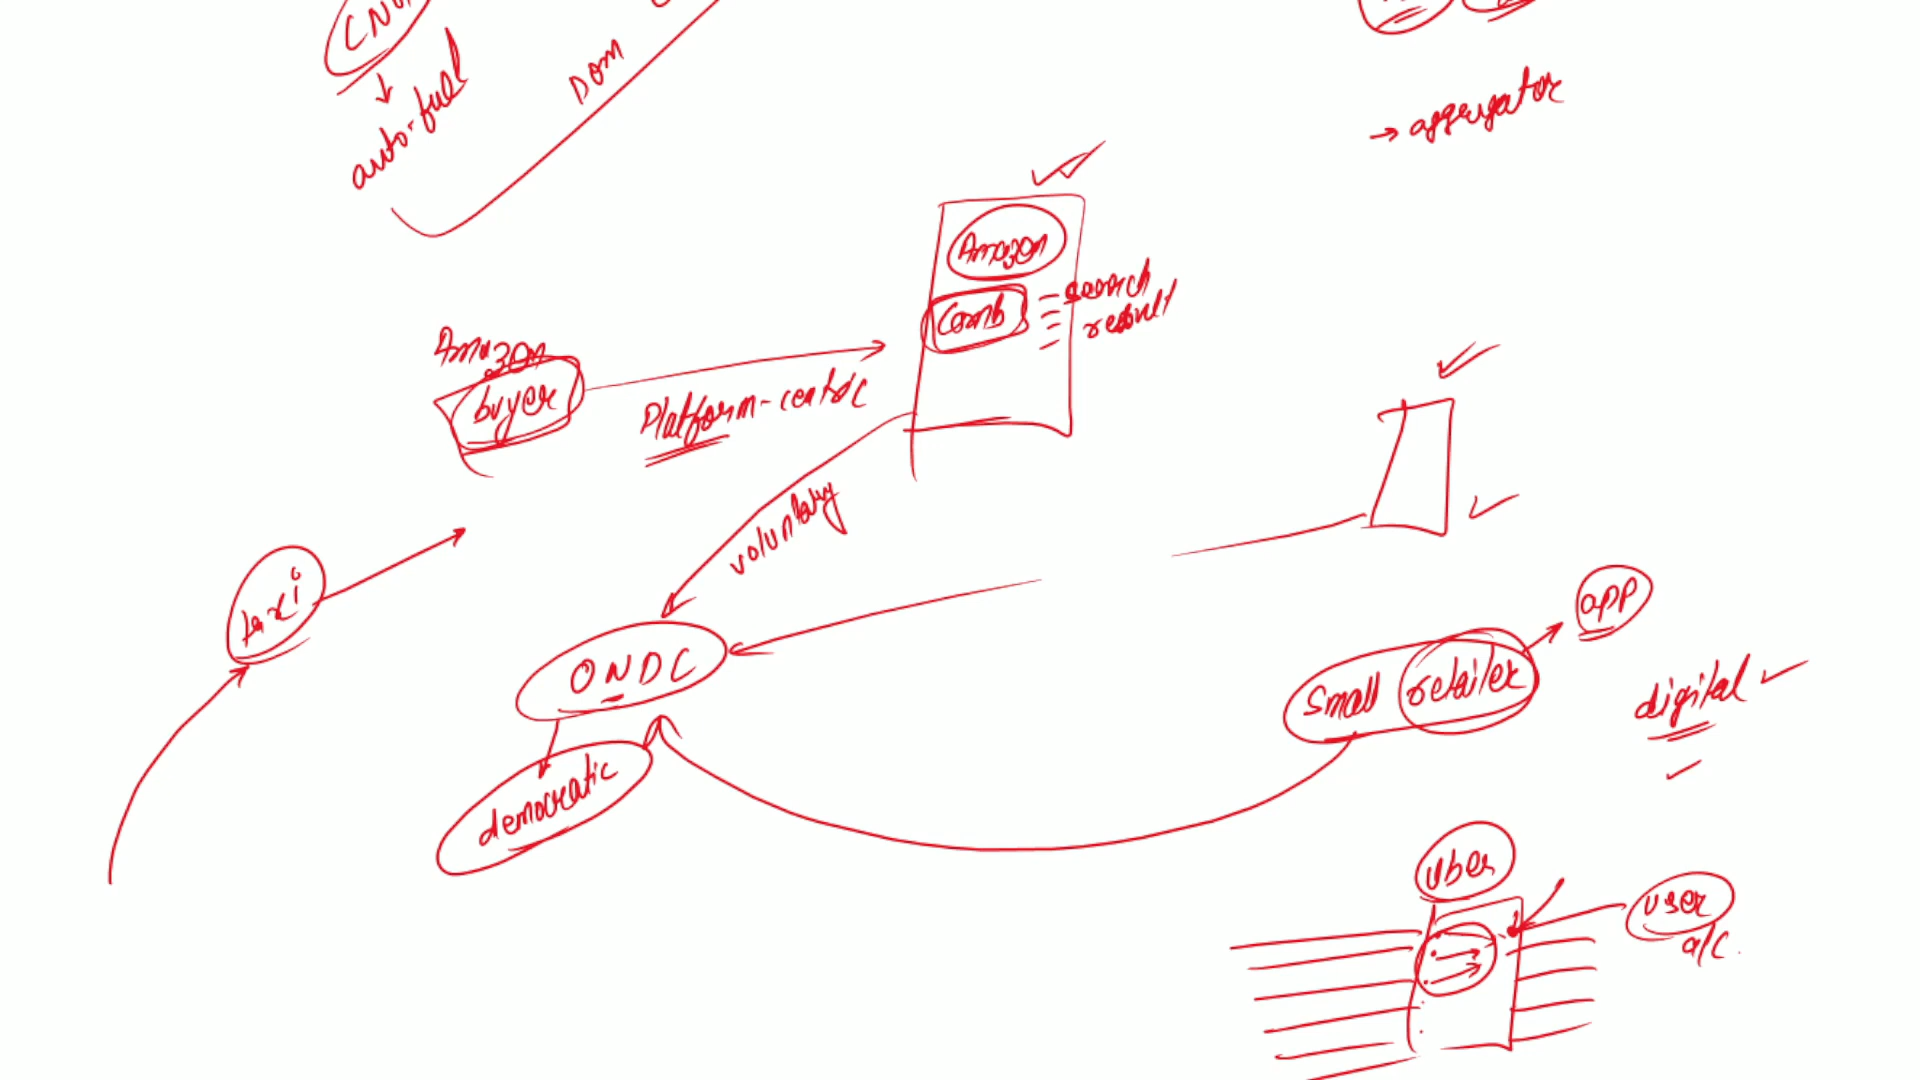 auto-fuel
DOM
→ aggregator
Amazon
Comb
search
result
Amazon
buyer
Platform-centric
voluntary
taxi
ONDC
democratic
small retailer
app
digital
Uber
user
a/c.